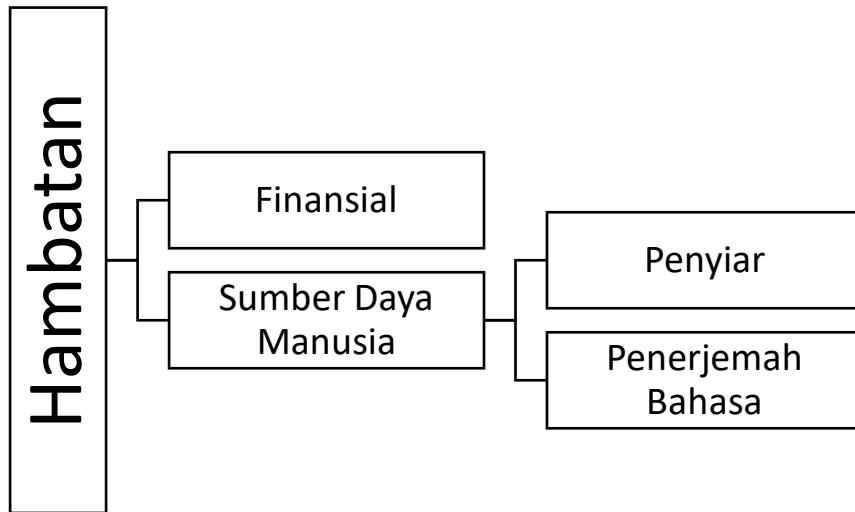 Hambatan
Finansial
Sumber Daya
Manusia
Penyiar
Penerjemah
Bahasa